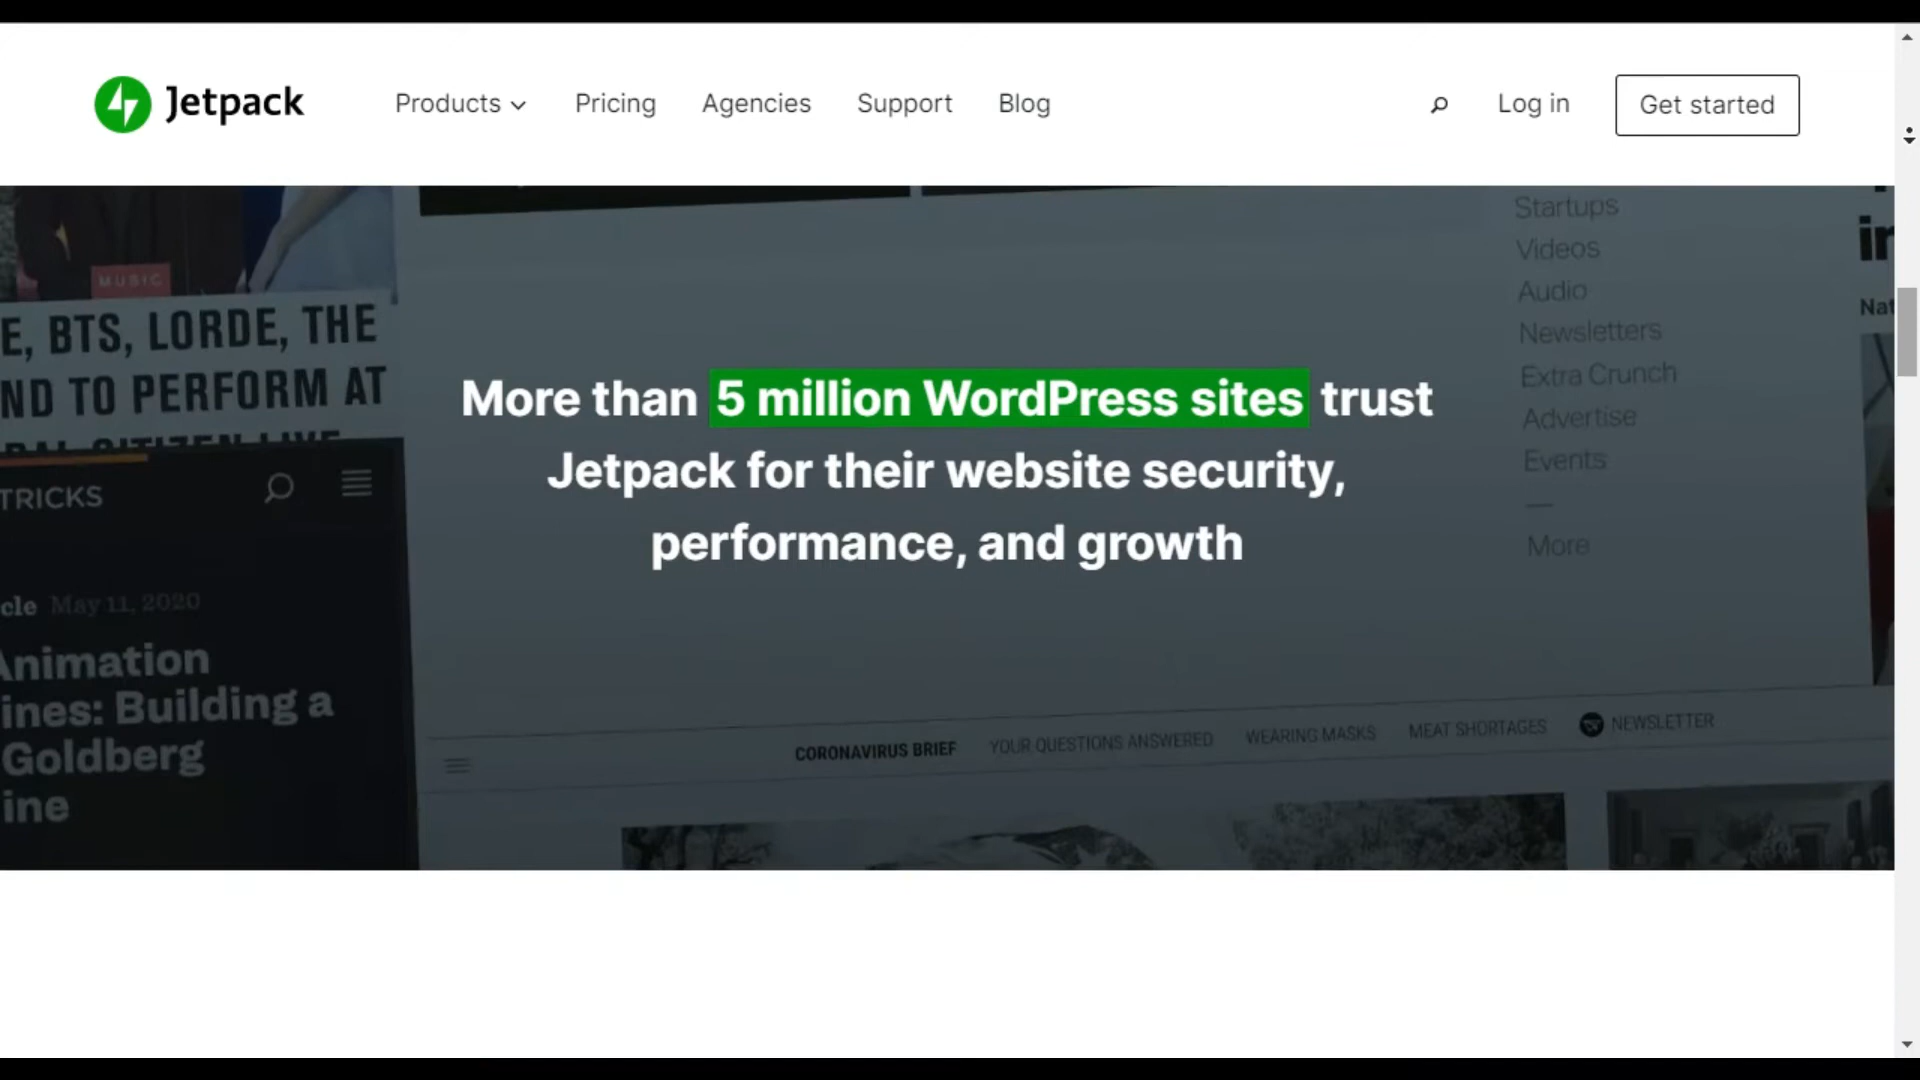 Jetpack
Products
Pricing
Agencies
Support
Blog
Log in
Get started
Startups
Videos
Audio
Newsletters
Extra Crunch
Advertise
Events
More
MUSIC
E, BTS, LORDE, THE
ND TO PERFORM AT
More than 5 million WordPress sites trust
Jetpack for their website security,
performance, and growth
TRICKS
cle May 11, 2020
Animation
ines: Building a
Goldberg
ine
Nat
CORONAVIRUS BRIEF
YOUR QUESTIONS ANSWERED
WEARING MASKS
MEAT SHORTAGES
NEWSLETTER